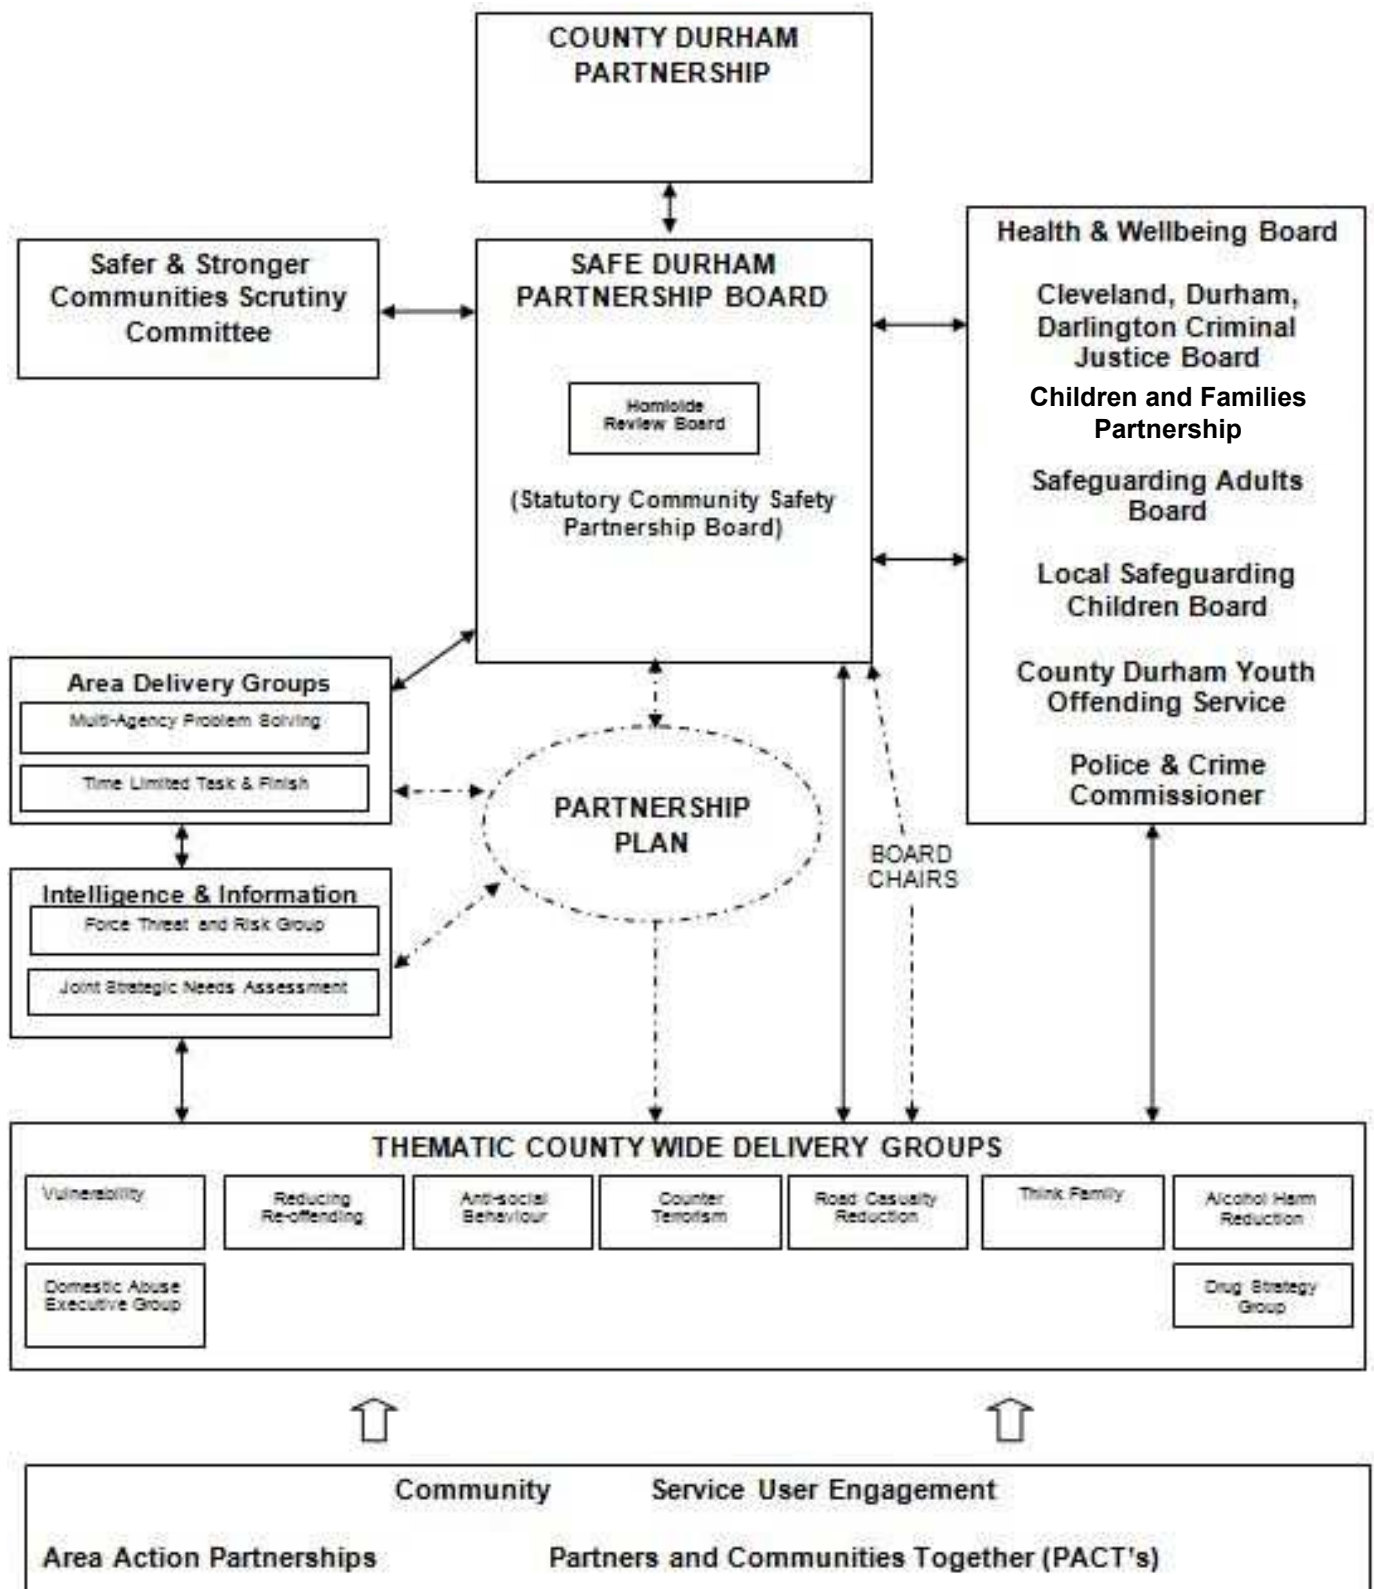 COUNTY DURHAM
PARTNERSHIP
Safer & Stronger
Communities Scrutiny
Committee
SAFE DURHAM
PARTNERSHIP BOARD
Homicide
Review Board
(Statutory Community Safety
Partnership Board)
Health & Wellbeing Board
Cleveland, Durham,
Darlington Criminal
Justice Board
Children and Families
Partnership
Safeguarding Adults
Board
Local Safeguarding
Children Board
County Durham Youth
Offending Service
Police & Crime
Commissioner
Area Delivery Groups
Multi-Agency Problem Solving
Time Limited Task & Finish
PARTNERSHIP
PLAN
BOARD
CHAIRS
Intelligence & Information
Force Threat and Risk Group
Joint Strategic Needs Assessment
THEMATIC COUNTY WIDE DELIVERY GROUPS
Vulnerability
Reducing
Re-offending
Anti-social
Behaviour
Counter
Terrorism
Road Casualty
Reduction
Think Family
Alcohol Harm
Reduction
Domestic Abuse
Executive Group
Drug Strategy
Group
Community Service User Engagement
Area Action Partnerships Partners and Communities Together (PACT's)